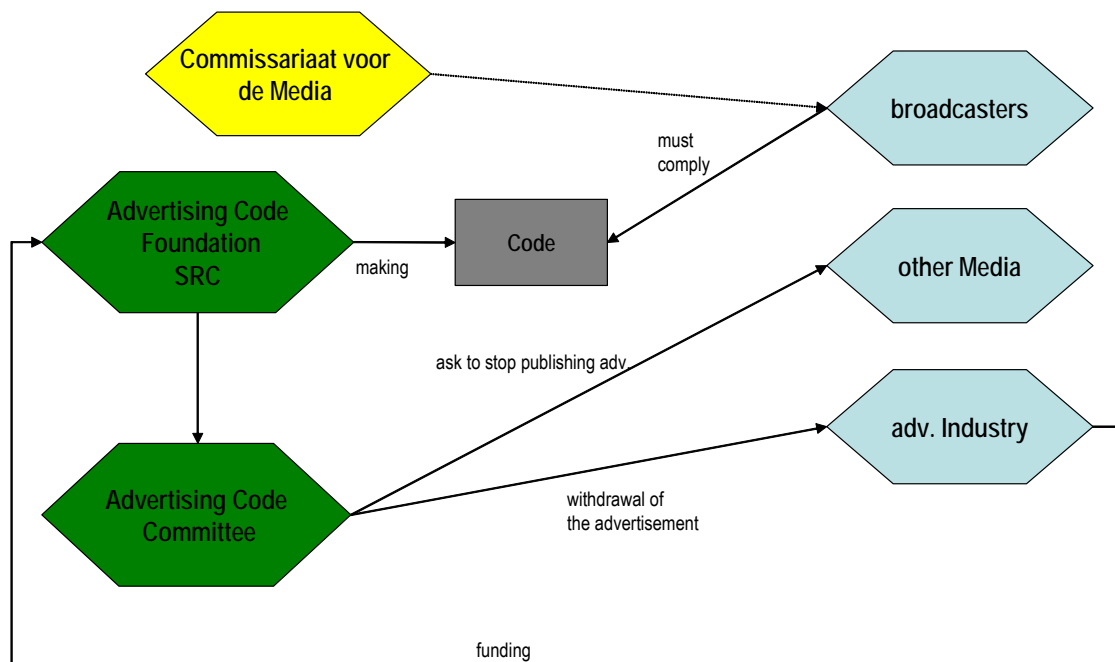 Commissariaat voor
de Media
broadcasters
must
comply
Advertising Code
Foundation
SRC
making
Code
other Media
ask to stop publishing adv.
adv. Industry
Advertising Code
Committee
withdrawal of
the advertisement
funding